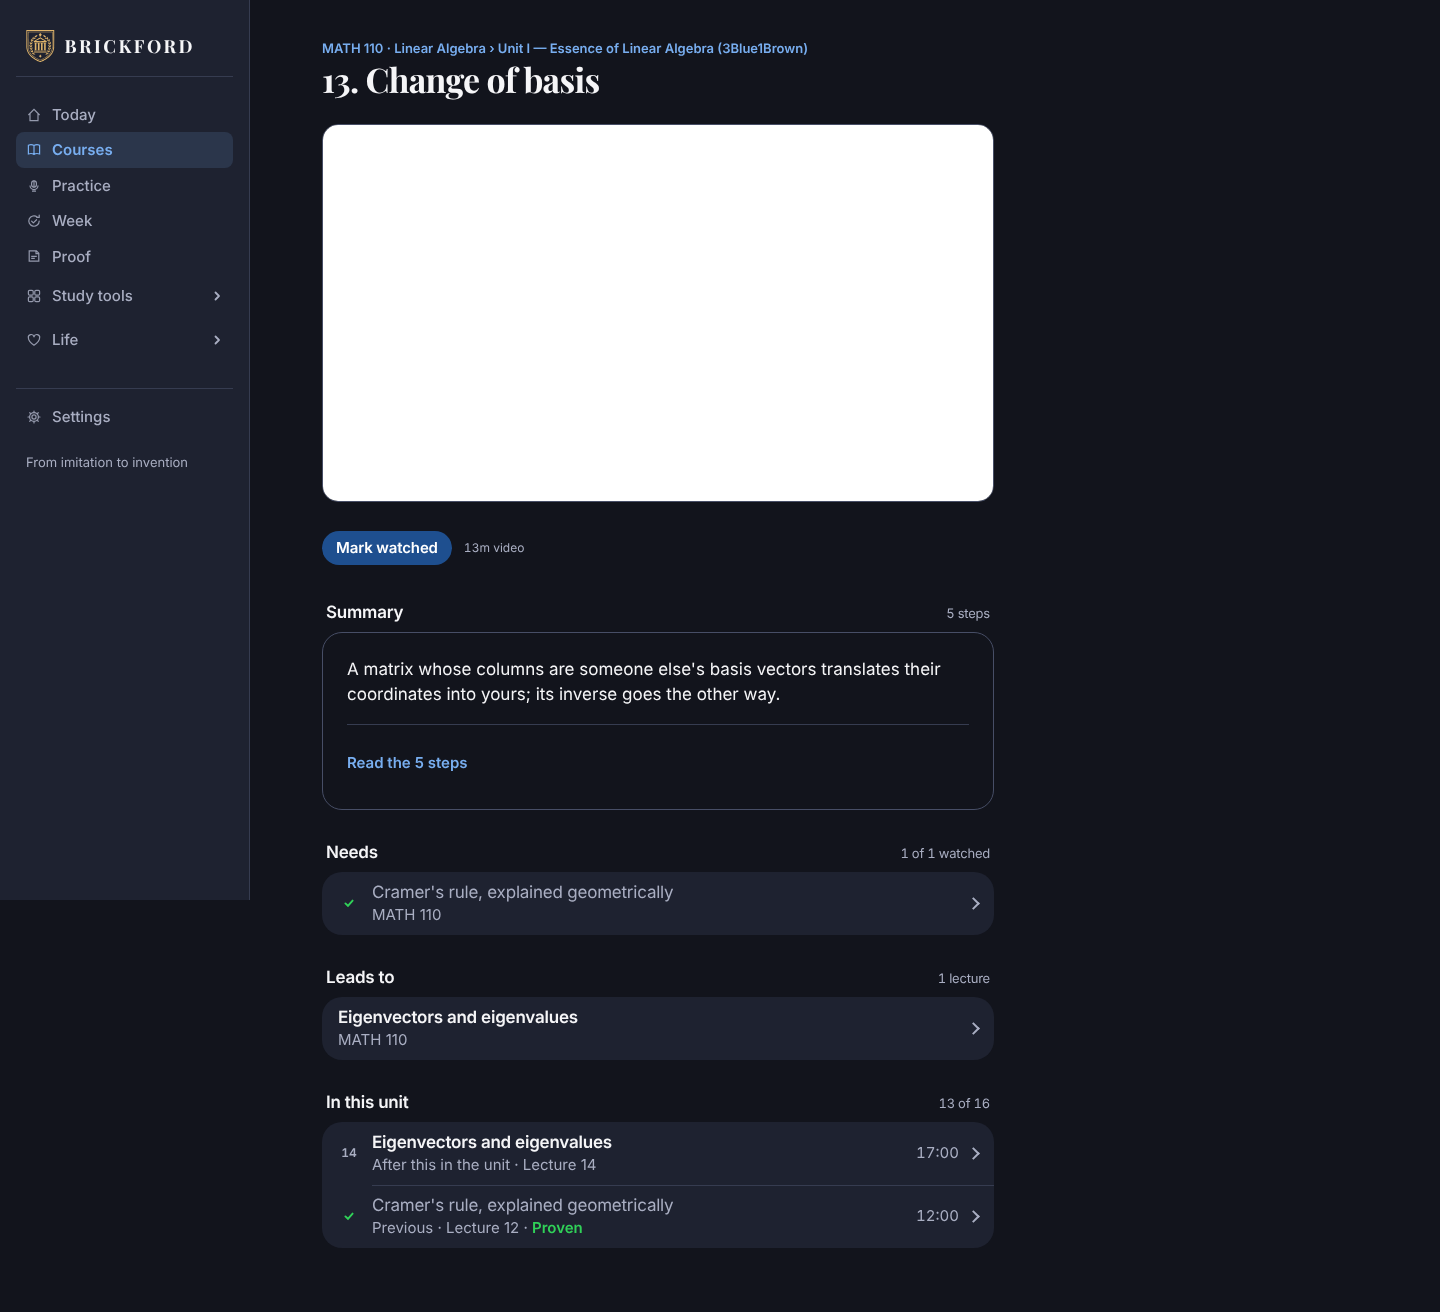 BRICKFORD
Today
Courses
Practice
Week
Proof
Study tools
Life
Settings
From imitation to invention
MATH 110 · Linear Algebra › Unit I — Essence of Linear Algebra (3Blue1Brown)
13. Change of basis
Mark watched
13m video
Summary
5 steps
A matrix whose columns are someone else's basis vectors translates their
coordinates into yours; its inverse goes the other way.
Read the 5 steps
Needs
1 of 1 watched
Cramer's rule, explained geometrically
MATH 110
Leads to
1 lecture
Eigenvectors and eigenvalues
MATH 110
In this unit
13 of 16
14
Eigenvectors and eigenvalues
After this in the unit · Lecture 14
17:00
Cramer's rule, explained geometrically
Previous · Lecture 12 · Proven
12:00